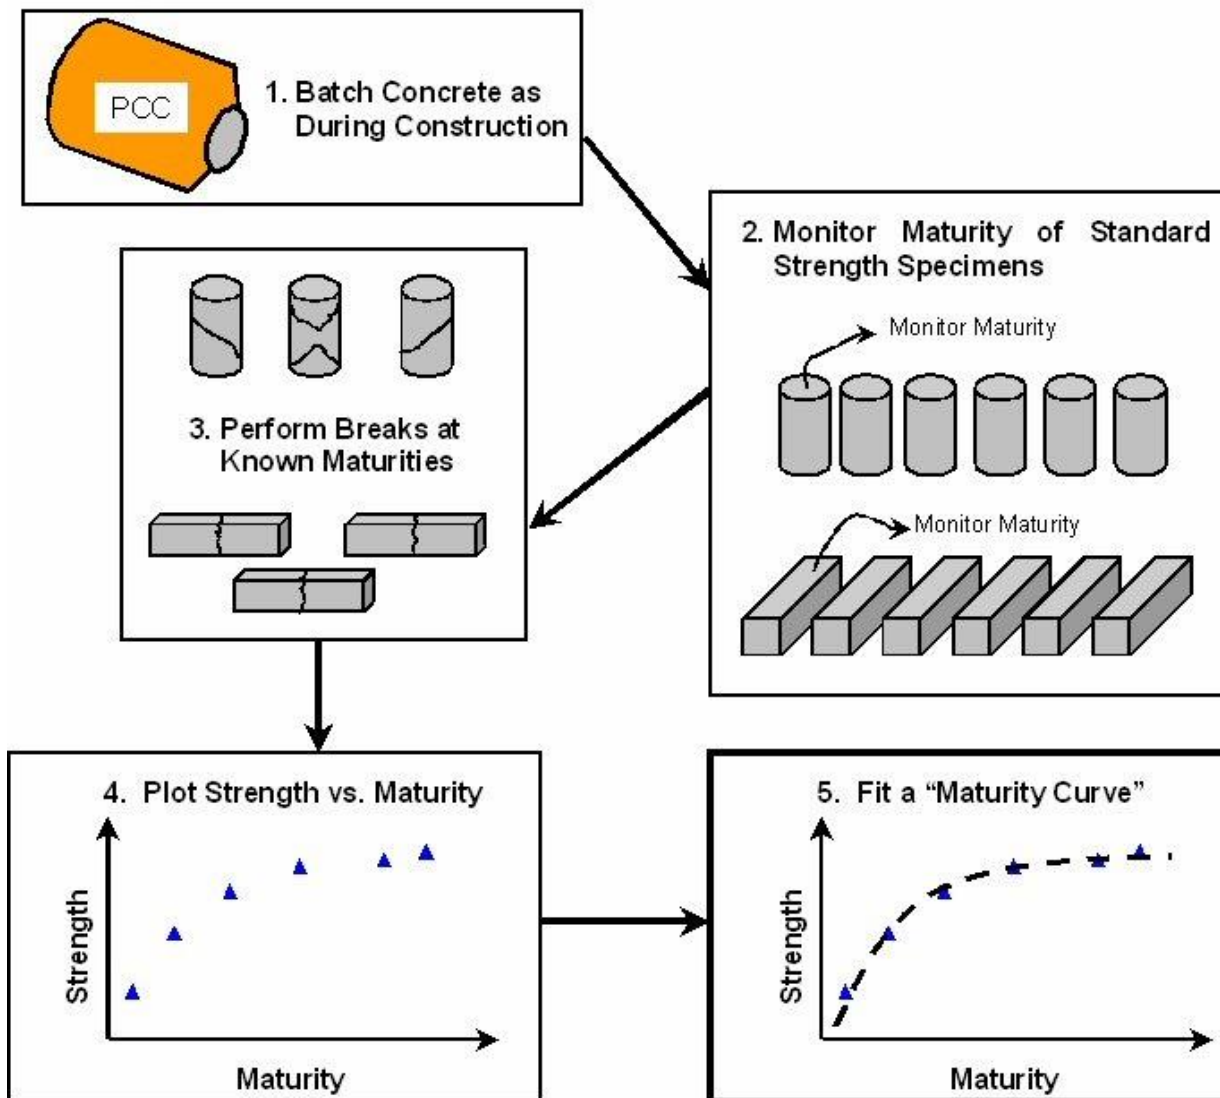 PCC
1. Batch Concrete as
During Construction
2. Monitor Maturity of Standard
Strength Specimens
Monitor Maturity
Monitor Maturity
3. Perform Breaks at
Known Maturities
4. Plot Strength vs. Maturity
Strength
Maturity
5. Fit a “Maturity Curve”
Strength
Maturity